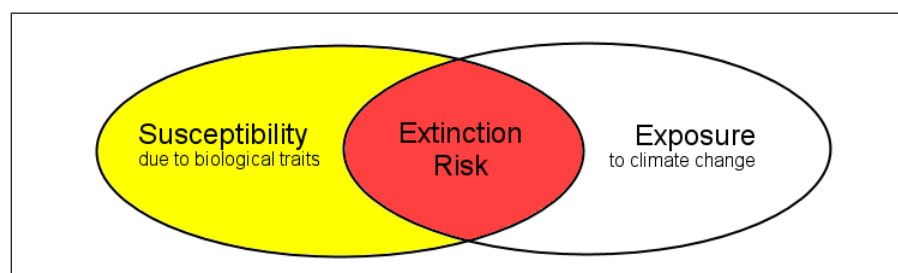 Susceptibility
due to biological traits
Extinction
Risk
Exposure
to climate change